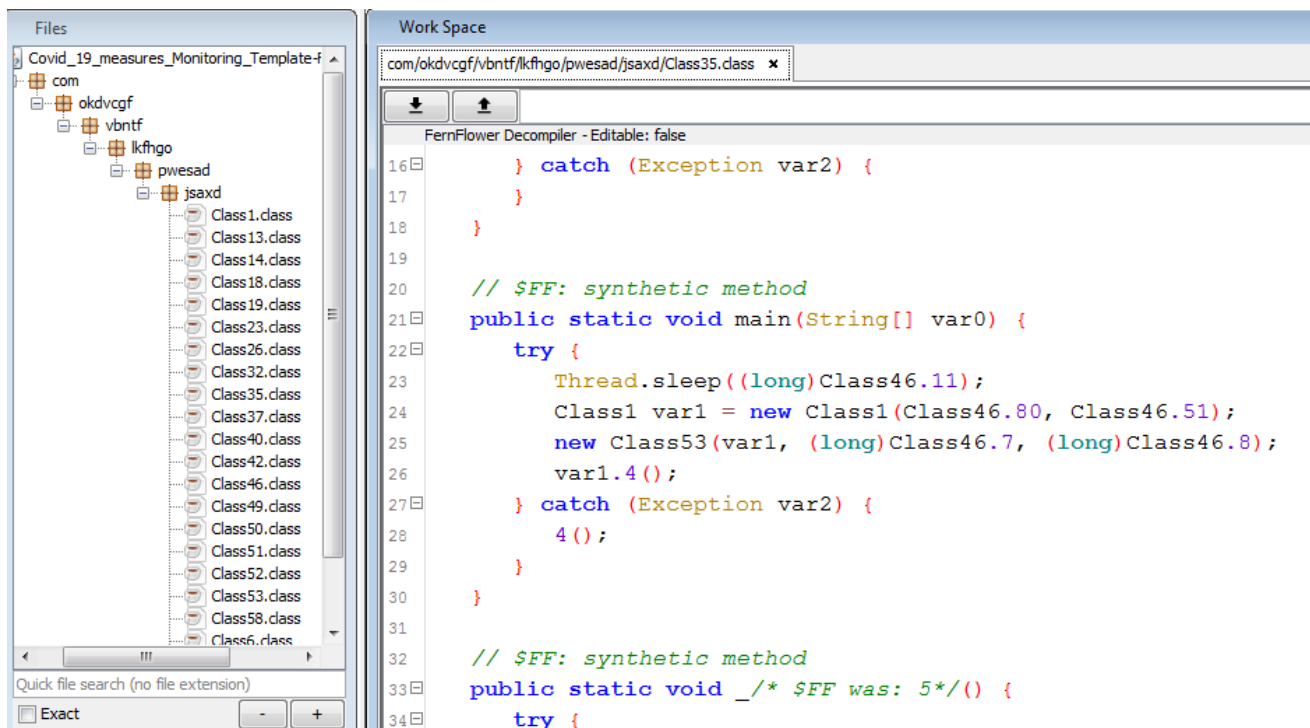 Files
Covid_19_measures_Monitoring_Template-F
com
okdvcgf
vbntf
lkfhgo
pwesad
jsaxd
Class1.class
Class13.class
Class14.class
Class18.class
Class19.class
Class23.class
Class26.class
Class32.class
Class35.class
Class37.class
Class40.class
Class42.class
Class46.class
Class49.class
Class50.class
Class51.class
Class52.class
Class53.class
Class58.class
Class6.class
Quick file search (no file extension)
Exact
-
+
Work Space
com/okdvcgf/vbntf/lkfhgo/pwesad/jsaxd/Class35.class ×
FernFlower Decompiler - Editable: false
16 } catch (Exception var2) {
17 }
18 }
19
20 // $FF: synthetic method
21 public static void main(String[] var0) {
22 try {
23 Thread.sleep((long)Class46.11);
24 Class1 var1 = new Class1(Class46.80, Class46.51);
25 new Class53(var1, (long)Class46.7, (long)Class46.8);
26 var1.4();
27 } catch (Exception var2) {
28 4();
29 }
30 }
31
32 // $FF: synthetic method
33 public static void _/* $FF was: 5*/() {
34 try {